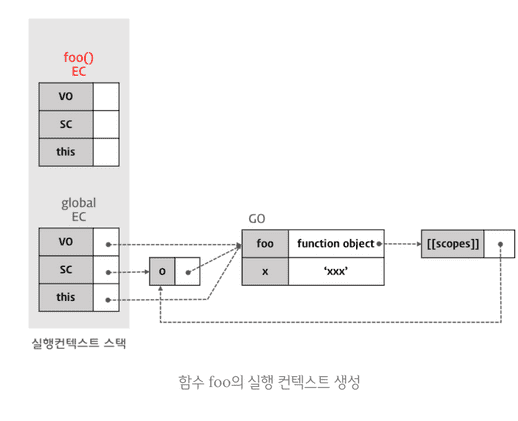 foo()
EC
VO
SC
this
global
EC
VO
SC
this
0
GO
foo function object
x ‘xxx’
[[scopes]]
실행컨텍스트 스택
함수 foo의 실행 컨텍스트 생성